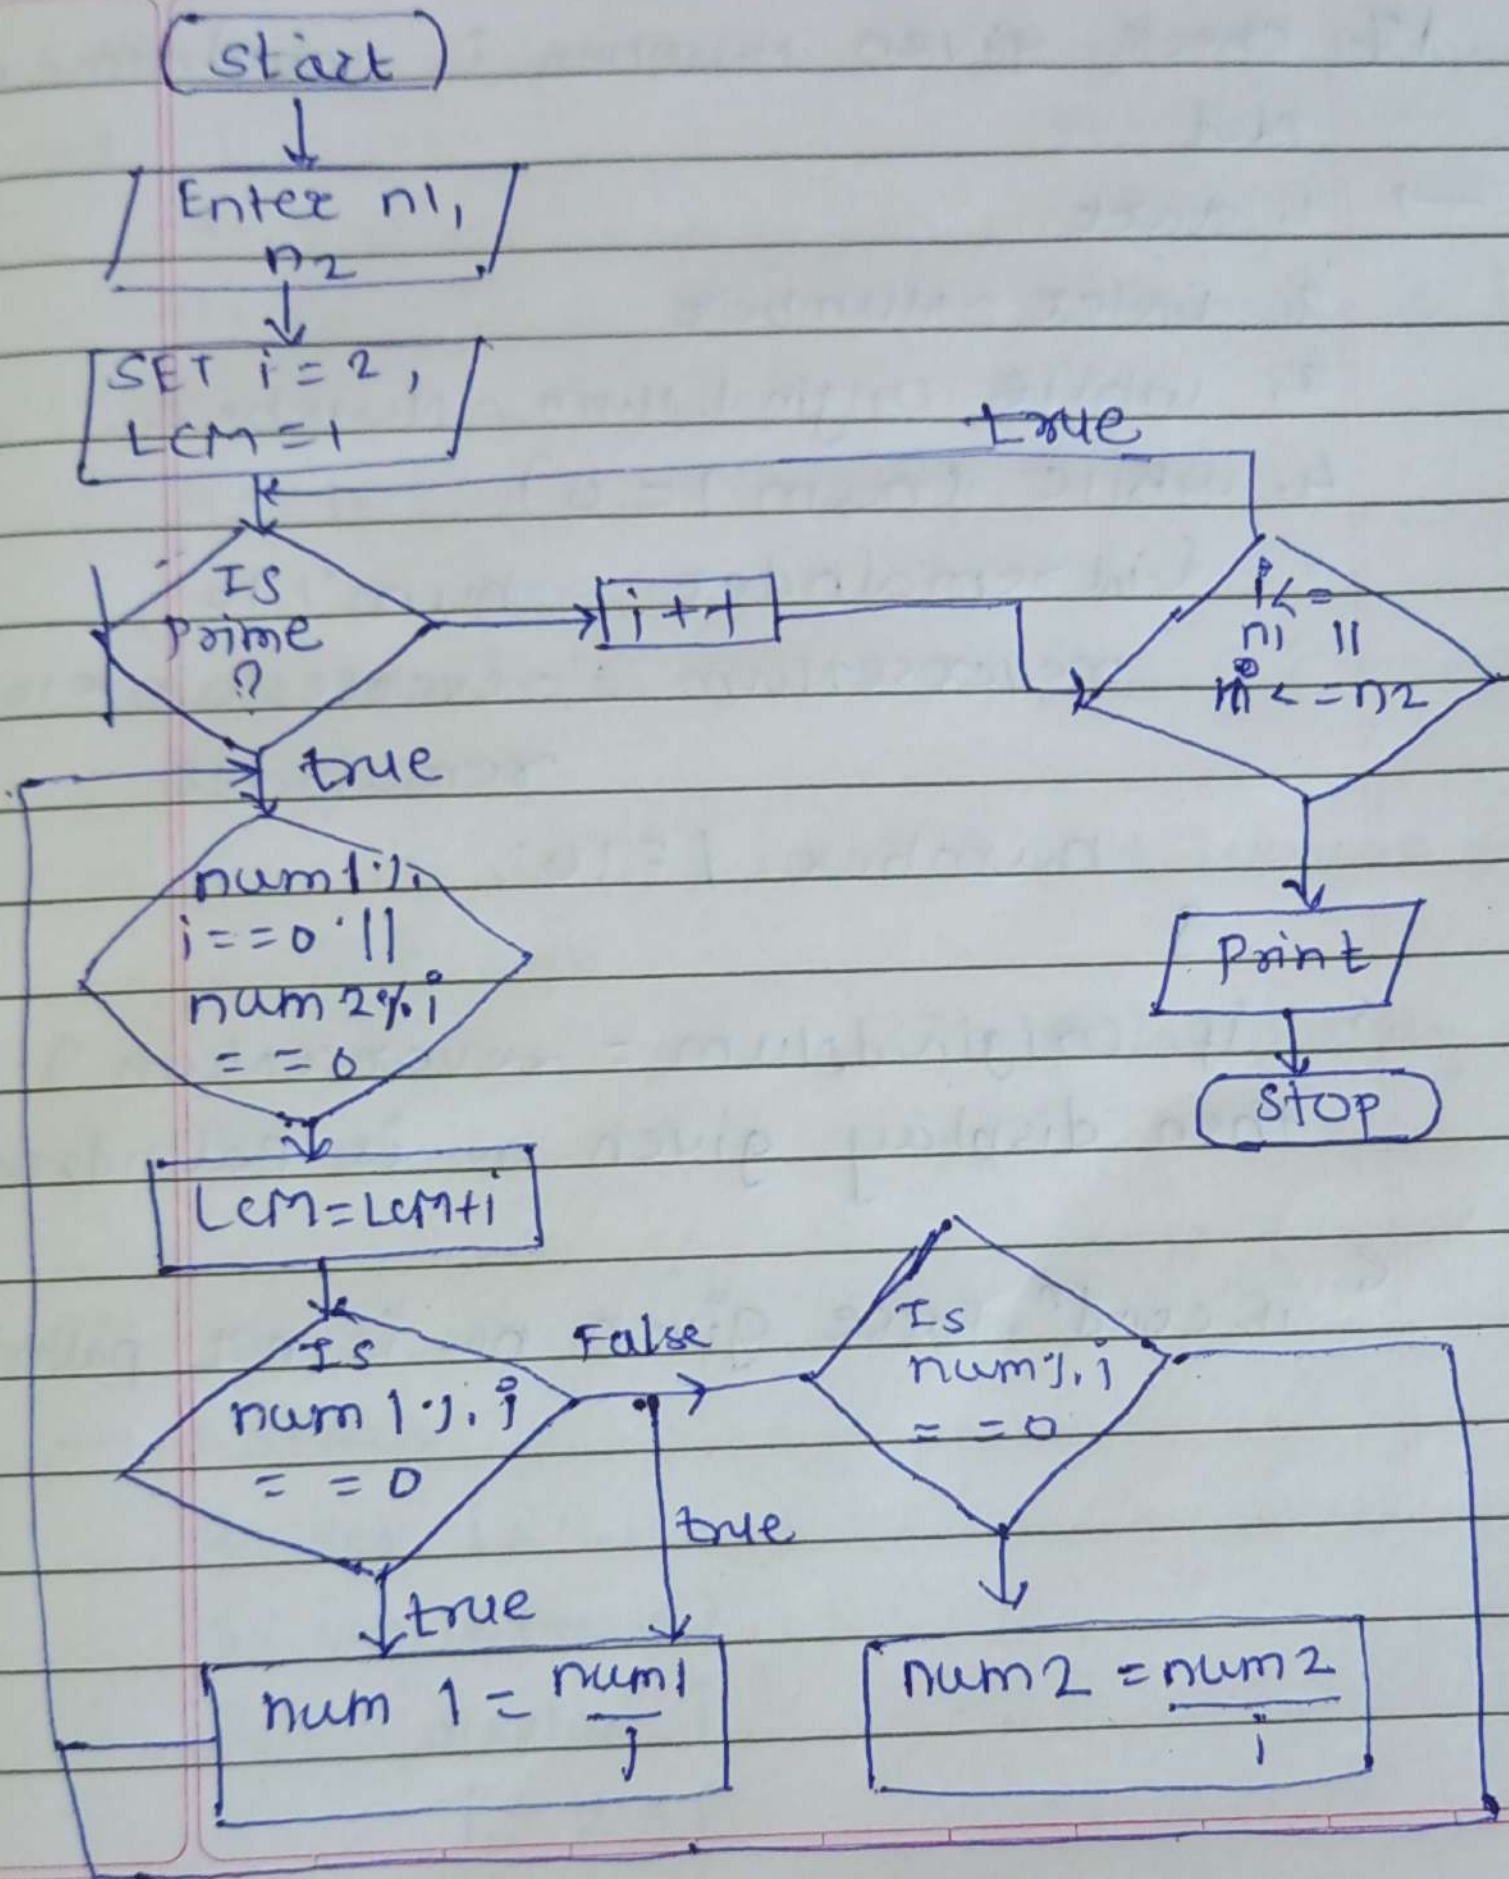 Start
Enter n1,
n2
SET i = 2,
LCM = 1
true
Is
Prime
?
i++
i<=
n1 ||
i<=n2
true
num1%
i==0 ||
num2%i
==0
Print
Stop
LCM=LCM+i
Is
num1%i
==0
False
Is
num%i
==0
true
true
num 1 = num1
i
num2 = num2
i